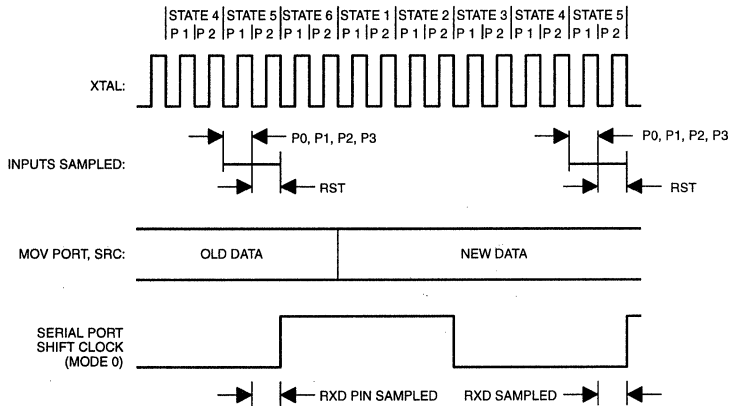 STATE 4 STATE 5 STATE 6 STATE 1 STATE 2 STATE 3 STATE 4 STATE 5
P 1 P 2 P 1 P 2 P 1 P 2 P 1 P 2 P 1 P 2 P 1 P 2 P 1 P 2 P 1 P 2
XTAL:
P0, P1, P2, P3 P0, P1, P2, P3
INPUTS SAMPLED:
RST RST
MOV PORT, SRC: OLD DATA NEW DATA
SERIAL PORT
SHIFT CLOCK
(MODE 0)
RXD PIN SAMPLED RXD SAMPLED